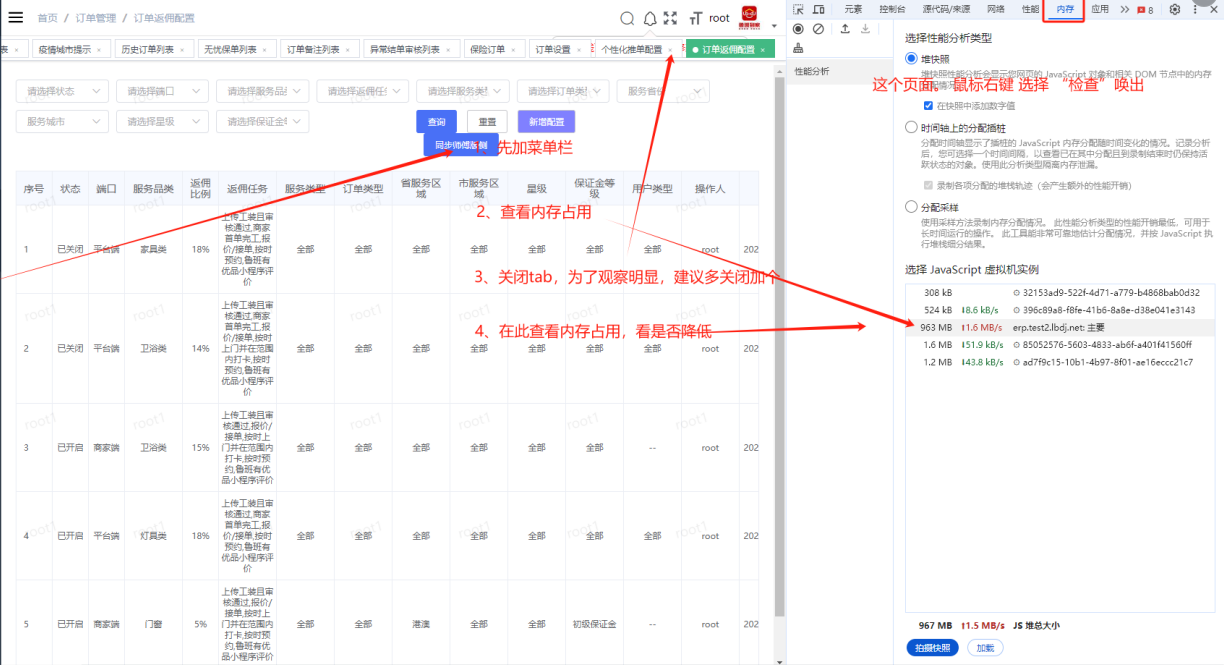 首页 / 订单管理 / 订单返佣配置
root
表 ×
疫情城市提示 ×
历史订单列表 ×
无忧保单列表 ×
订单备注列表 ×
异常结单审核列表 ×
保险订单 ×
订单设置 ×
个性化推单配置 ×
订单返佣配置 ×
请选择状态
请选择端口
请选择服务品
请选择返佣任
请选择服务类
请选择订单类
服务省份
服务城市
请选择星级
请选择保证金
查询
重置
新增配置
先加菜单栏
序号 状态 端口 服务品类 返佣比例 返佣任务 服务类型 订单类型 省服务区域 市服务区域 星级 保证金等级 用户类型 操作人
1 已关闭 平台端 家具类 18% 上传工装且审核通过,商家首单完工,报价/接单,按时预约,鲁班有优品小程序评价 全部 全部 全部 全部 全部 全部 全部 root 202
2 已关闭 平台端 卫浴类 14% 上传工装且审核通过,商家首单完工,报价/接单,按时上门并在范围内打卡,按时预约,鲁班有优品小程序评价 全部 全部 全部 全部 全部 全部 全部 root 202
3 已开启 商家端 卫浴类 15% 上传工装且审核通过,报价/接单,按时上门并在范围内打卡,按时预约,鲁班有优品小程序评价 全部 全部 全部 全部 全部 全部 -- root 202
4 已开启 平台端 灯具类 18% 上传工装且审核通过,商家首单完工,报价/接单,按时预约,鲁班有优品小程序评价 全部 全部 全部 全部 全部 全部 全部 root 202
5 已开启 商家端 门窗 5% 上传工装且审核通过,报价/接单,按时上门并在范围内打卡,按时预约,鲁班有优品小程序评价 全部 全部 港澳 全部 全部 初级保证金 -- root 202
2、查看内存占用
3、关闭tab，为了观察明显，建议多关闭加个
4、在此查看内存占用，看是否降低
元素 控制台 源代码/来源 网络 性能 内存 应用 8
性能分析
选择性能分析类型
堆快照
堆快照性能分析会显示您网页的 JavaScript 对象和相关 DOM 节点中的内存分配情况
这个页面，鼠标右键 选择 “检查”唤出
在快照中添加数字值
时间轴上的分配插桩
分配时间轴显示了插桩的 JavaScript 内存分配随时间变化的情况。记录分析后，您可选择一个时间间隔，以查看已在其中分配且到录制结束时仍保持活跃状态的对象。使用此分析类型隔离内存泄漏。
录制各项分配的堆栈轨迹（会产生额外的性能开销）
分配采样
使用采样方法录制内存分配情况。 此性能分析类型的性能开销最低，可用于长时间运行的操作。 此工具能非常可靠地估计分配情况，并按 JavaScript 执行堆栈细分结果。
选择 JavaScript 虚拟机实例
308 kB 32153ad9-522f-4d71-a779-b4868bab0d32
524 kB ⬇8.6 kB/s 396c89a8-f8fe-41b6-8a8e-d38e041e3143
963 MB ⬆1.6 MB/s erp.test2.lbdj.net: 主要
1.6 MB ⬇51.9 kB/s 85052576-5603-4833-ab6f-a401f41560ff
1.2 MB ⬇43.8 kB/s ad7f9c15-10b1-4b97-8f01-ae16eccc21c7
967 MB ⬆1.5 MB/s JS 堆总大小
拍摄快照
加载